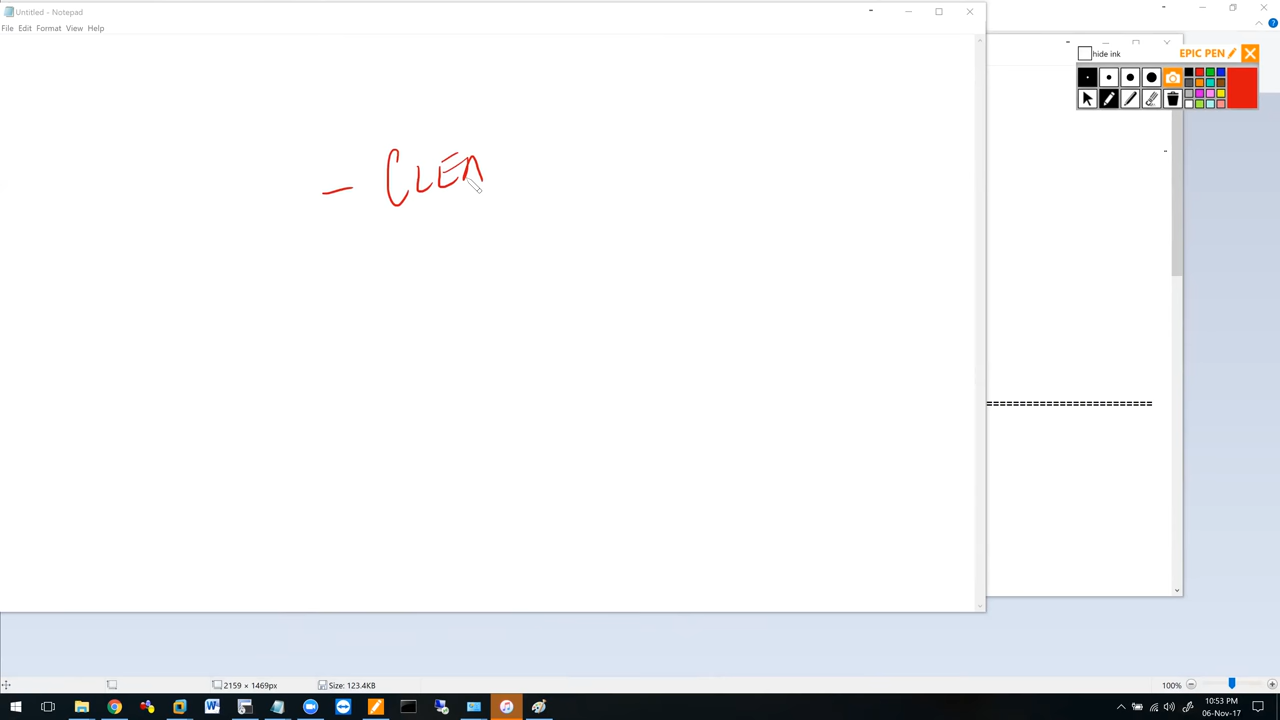 Untitled - Notepad
File Edit Format View Help
hide ink
EPIC PEN
- CLEA
=========================
2159 × 1469px
Size: 123.4KB
100%
10:53 PM
06-Nov-17